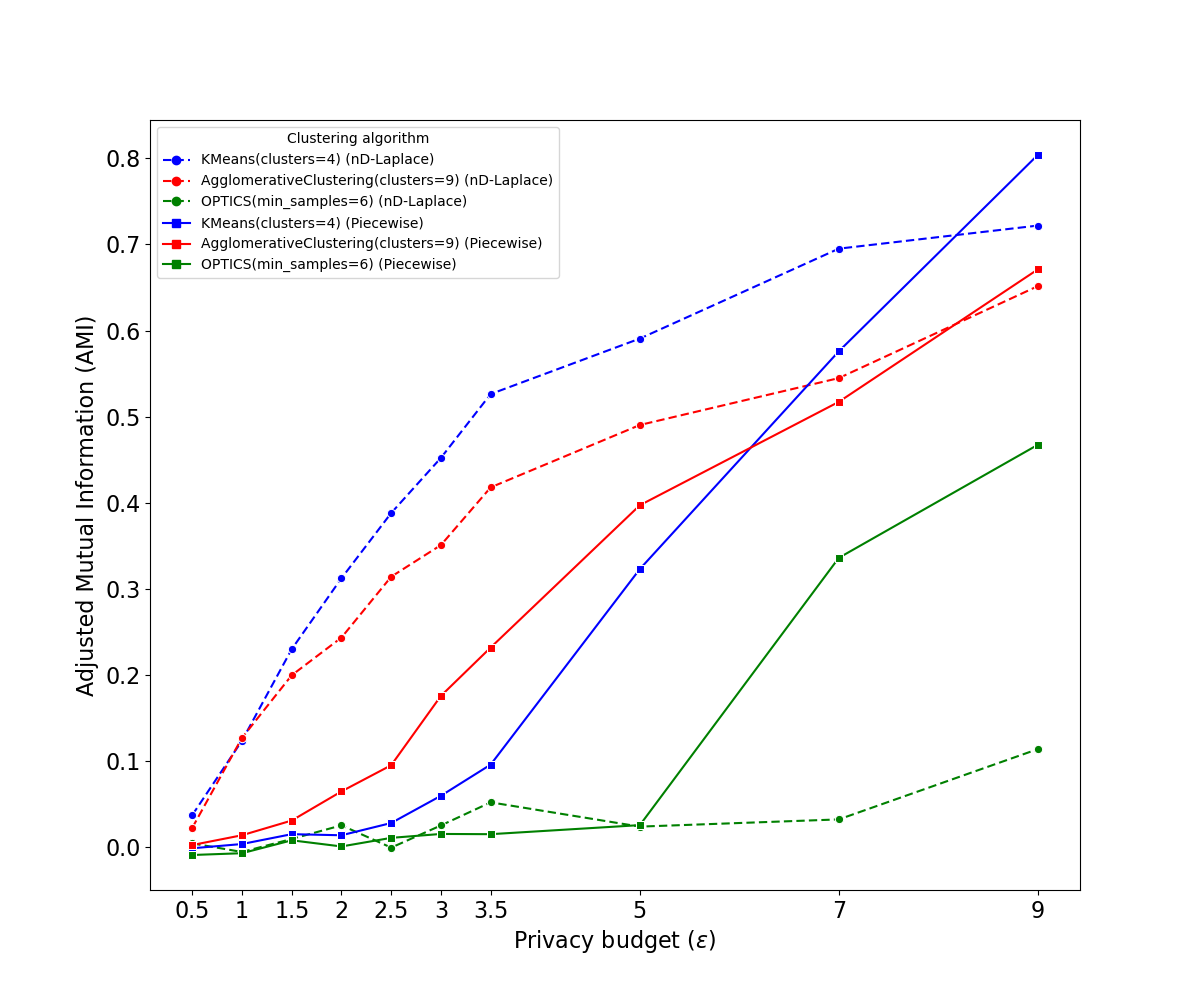 Clustering algorithm
KMeans(clusters=4) (nD-Laplace)
AgglomerativeClustering(clusters=9) (nD-Laplace)
OPTICS(min_samples=6) (nD-Laplace)
KMeans(clusters=4) (Piecewise)
AgglomerativeClustering(clusters=9) (Piecewise)
OPTICS(min_samples=6) (Piecewise)
Adjusted Mutual Information (AMI)
0.8
0.7
0.6
0.5
0.4
0.3
0.2
0.1
0.0
0.5 1 1.5 2 2.5 3 3.5 5 7 9
Privacy budget (ε)